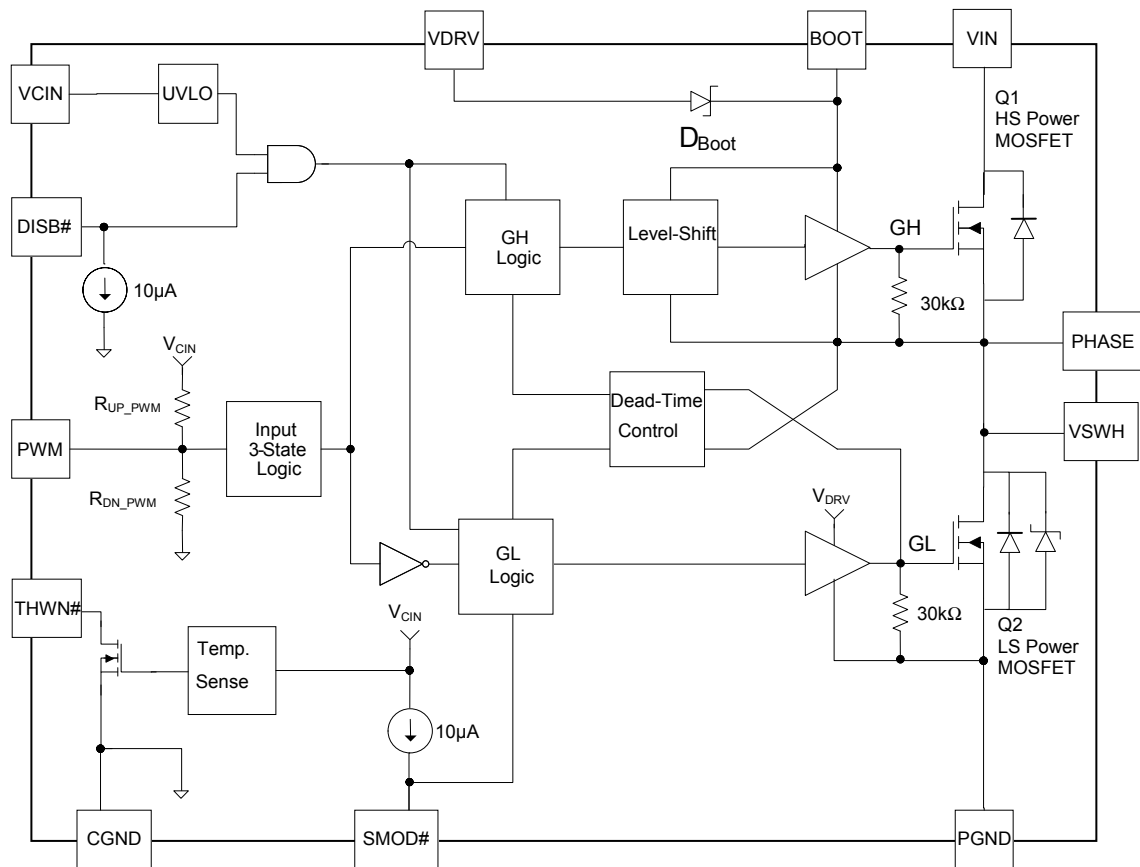 VDRV
BOOT
VIN
VCIN
UVLO
Q1
HS Power
MOSFET
DBoot
DISB#
GH
Logic
Level-Shift
GH
10µA
30kΩ
PHASE
VCIN
RUP_PWM
Dead-Time
Control
VSWH
PWM
Input
3-State
Logic
RDN_PWM
VDRV
GL
Logic
GL
THWN#
VCIN
30kΩ
Q2
LS Power
MOSFET
Temp.
Sense
10µA
CGND
SMOD#
PGND